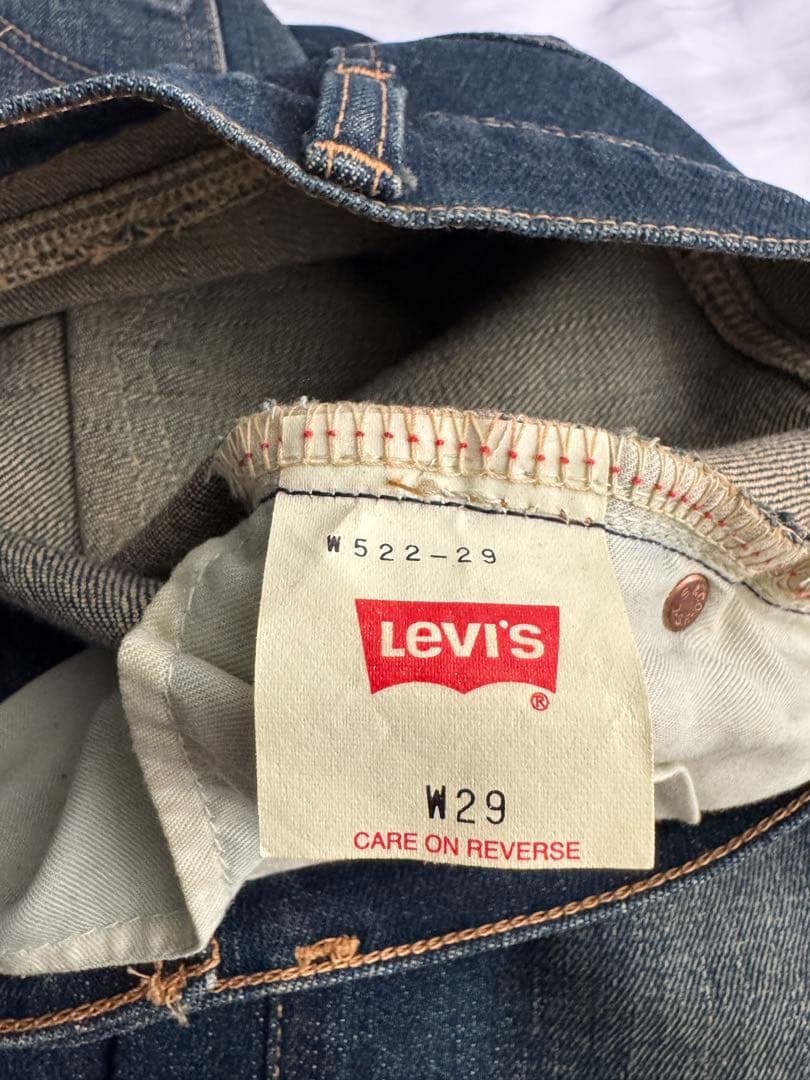 W522-29
LEVI'S
®
W29
CARE ON REVERSE